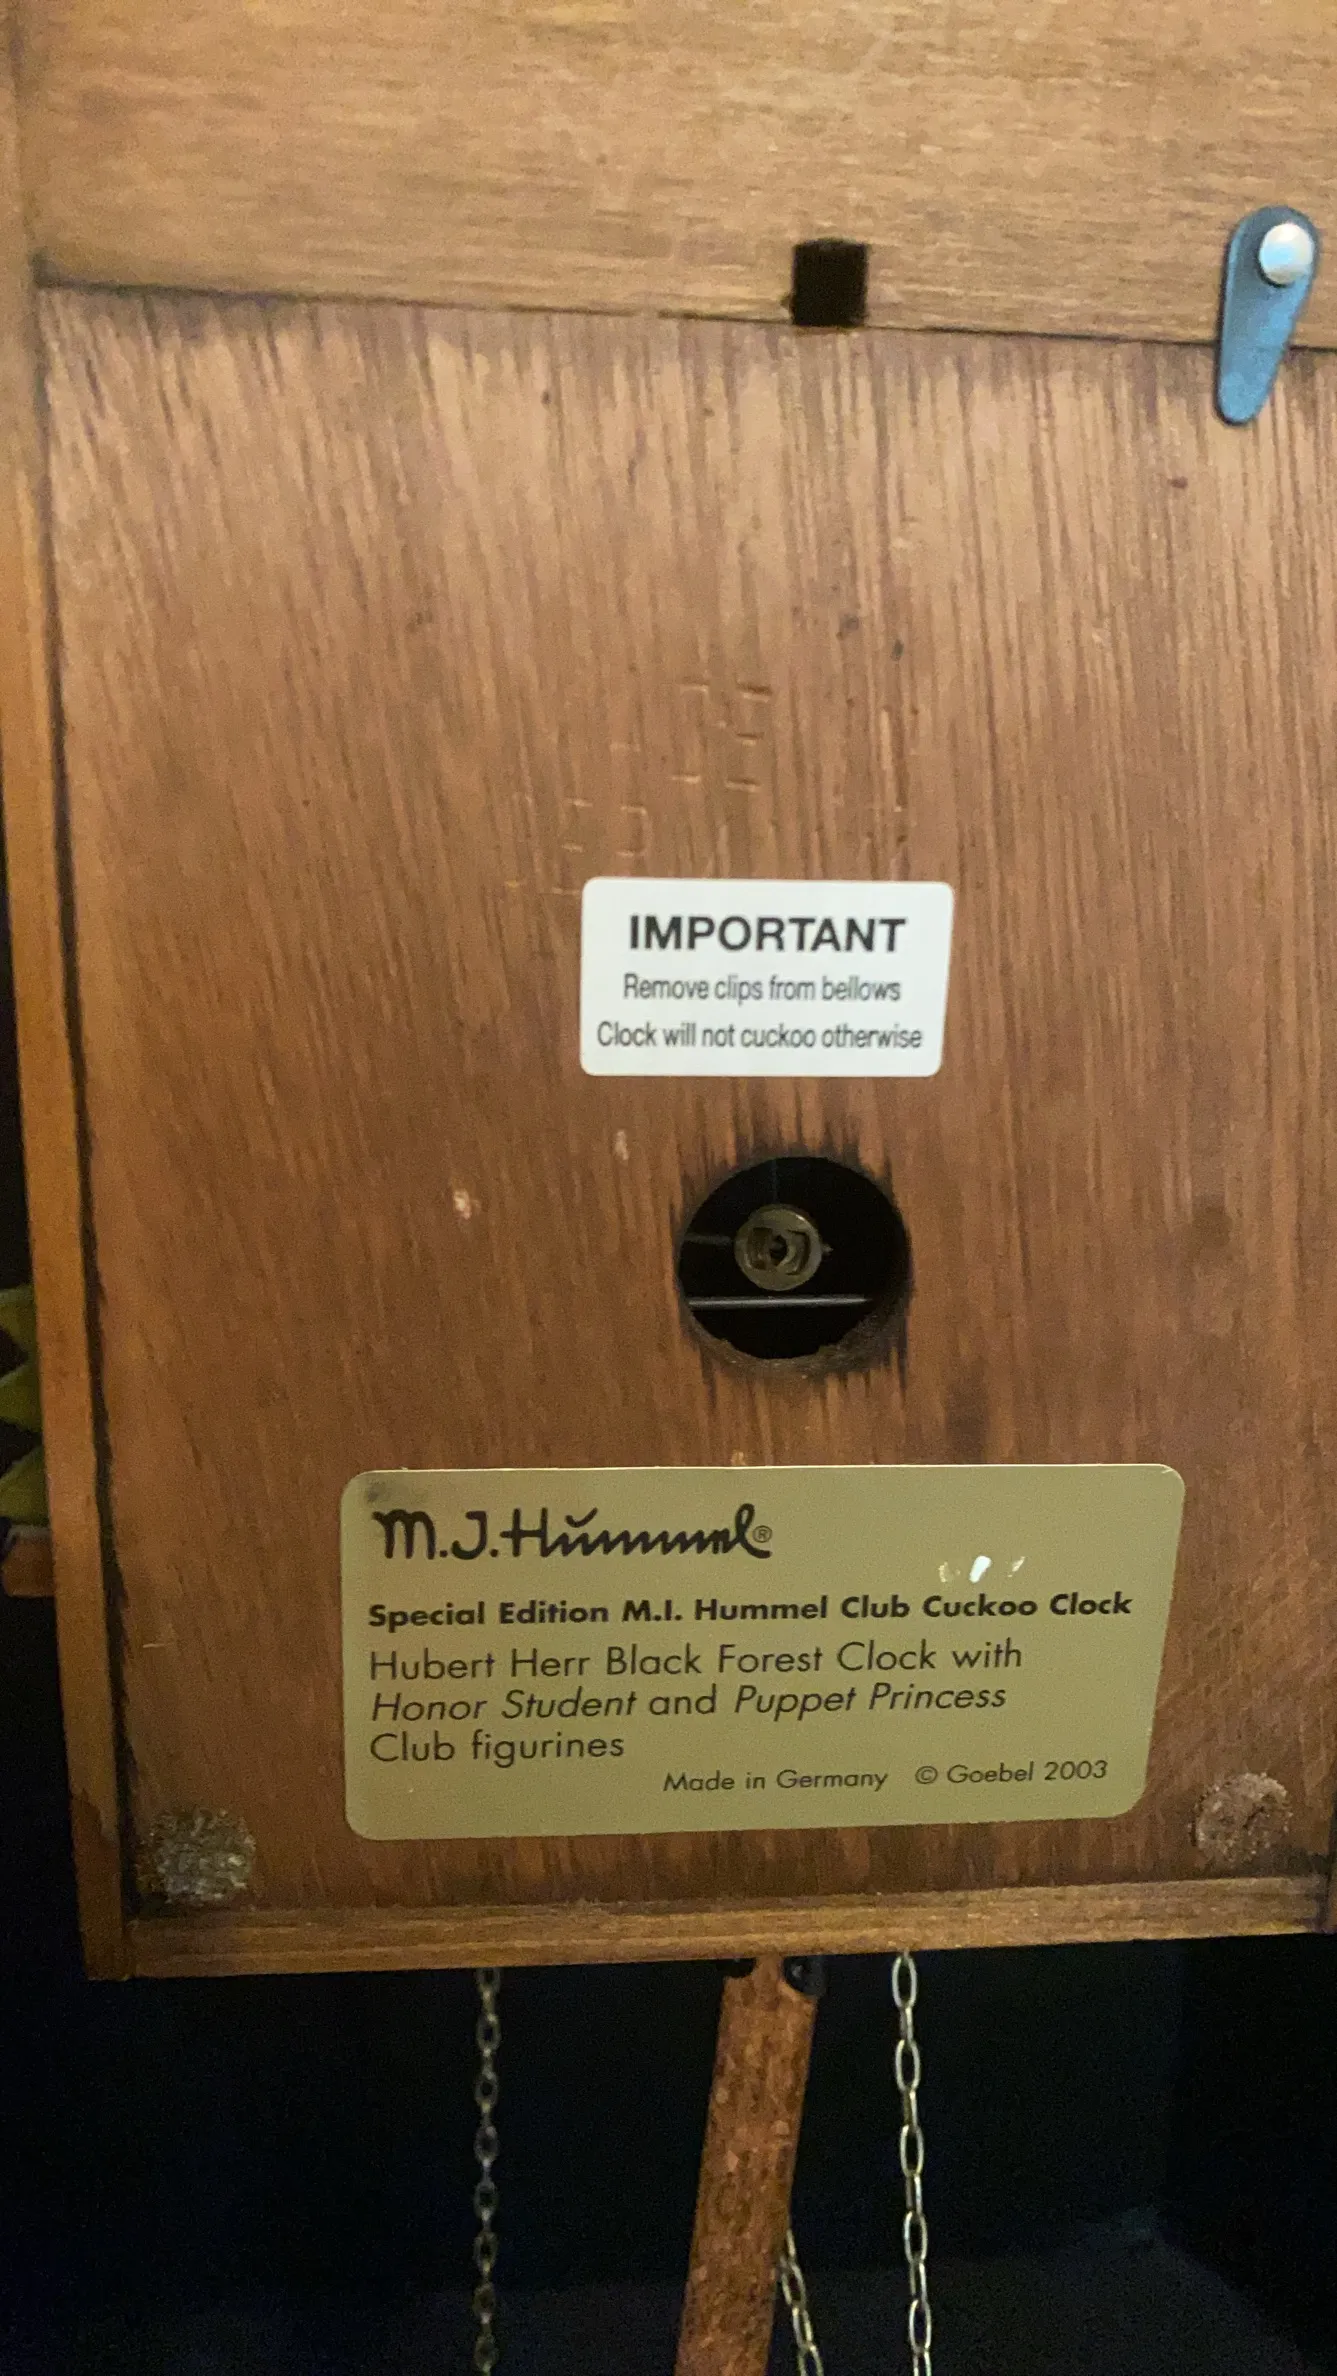 IMPORTANT
Remove clips from bellows
Clock will not cuckoo otherwise
M.J.Hummel®
Special Edition M.I. Hummel Club Cuckoo Clock
Hubert Herr Black Forest Clock with
Honor Student and Puppet Princess
Club figurines
Made in Germany © Goebel 2003